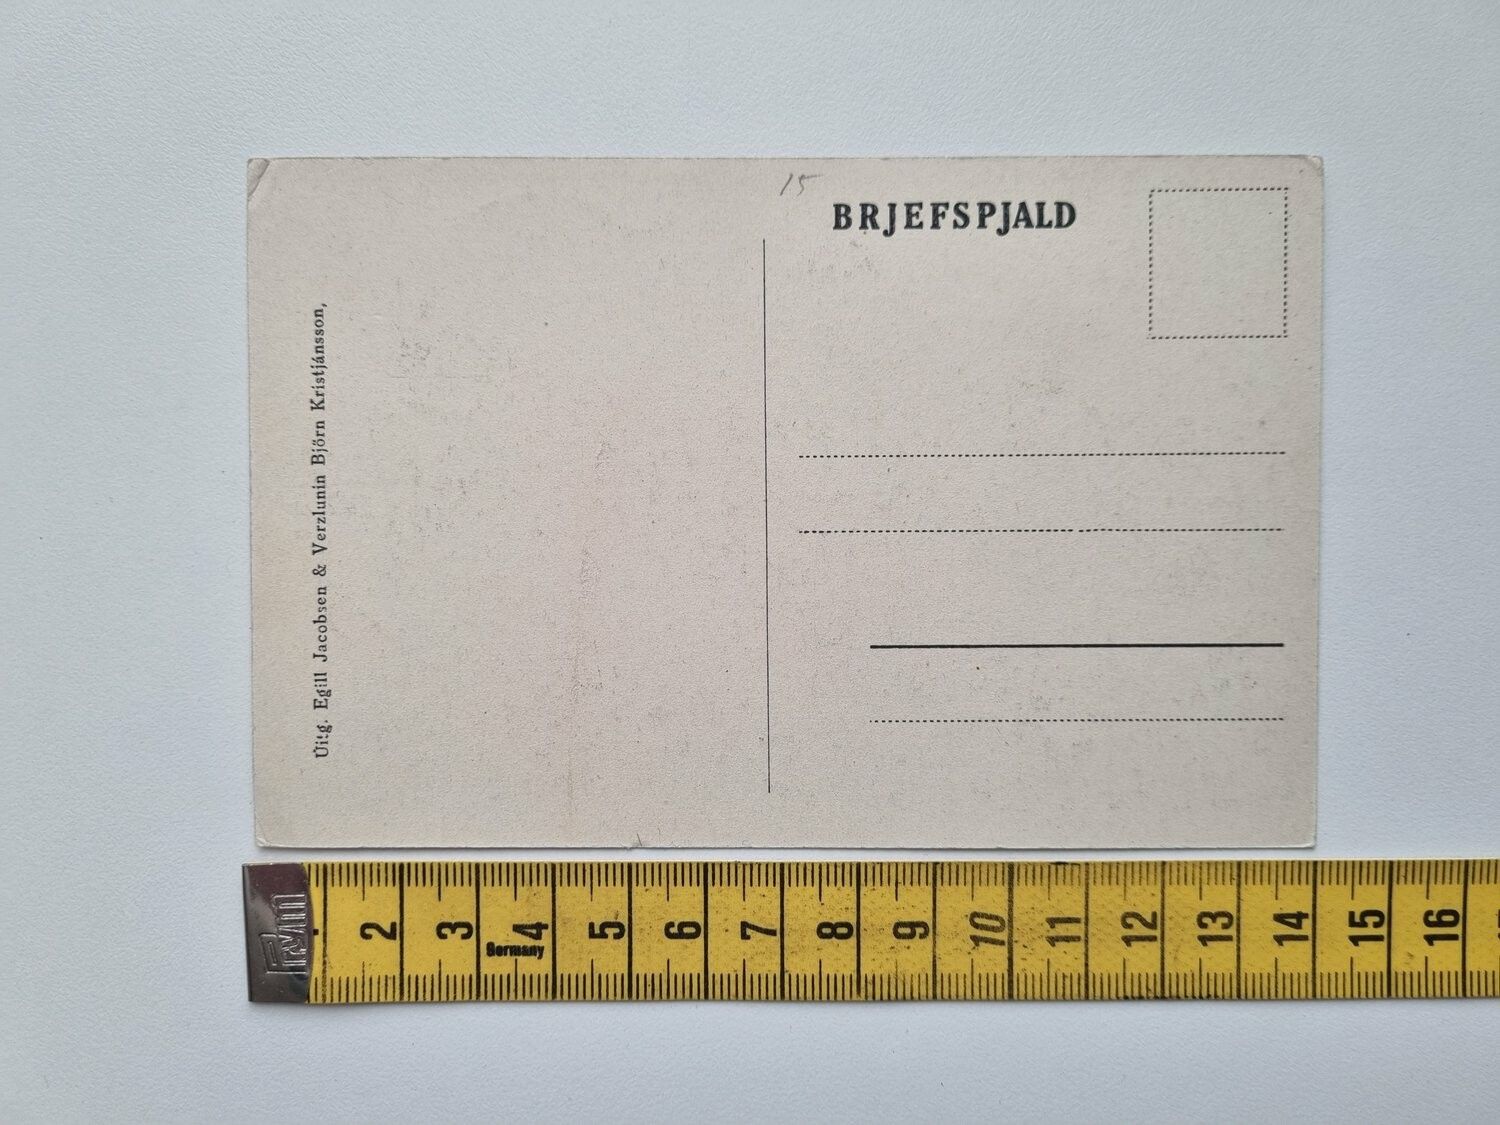 15
BRJEFSPJALD
Úitg. Egill Jacobsen & Verzlunin Björn Kristjánsson,
Prym
2 3 4 5 6 7 8 9 10 11 12 13 14 15 16
Germany